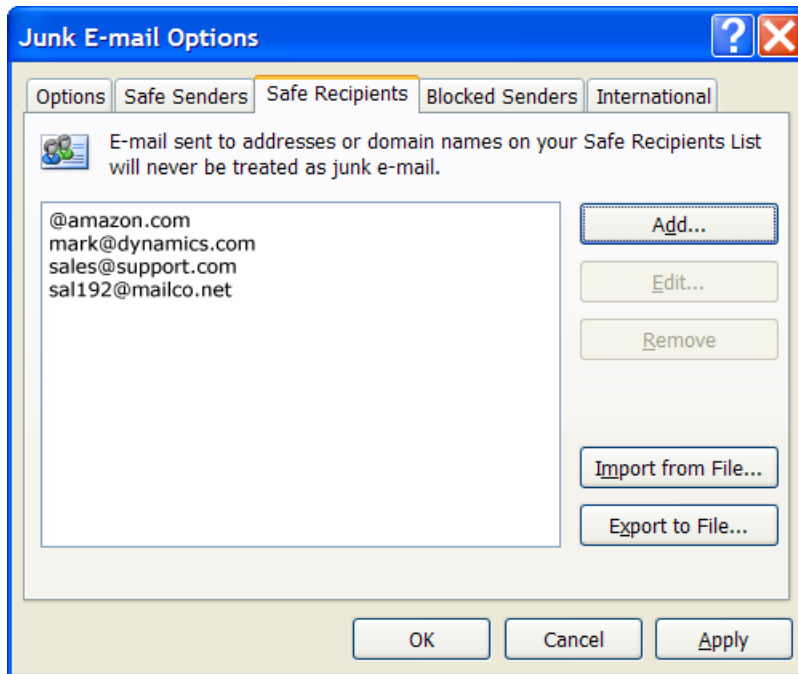 Junk E-mail Options
Options Safe Senders Safe Recipients Blocked Senders International
E-mail sent to addresses or domain names on your Safe Recipients List
will never be treated as junk e-mail.
@amazon.com
mark@dynamics.com
sales@support.com
sal192@mailco.net
Add...
Edit...
Remove
Import from File...
Export to File...
OK Cancel Apply